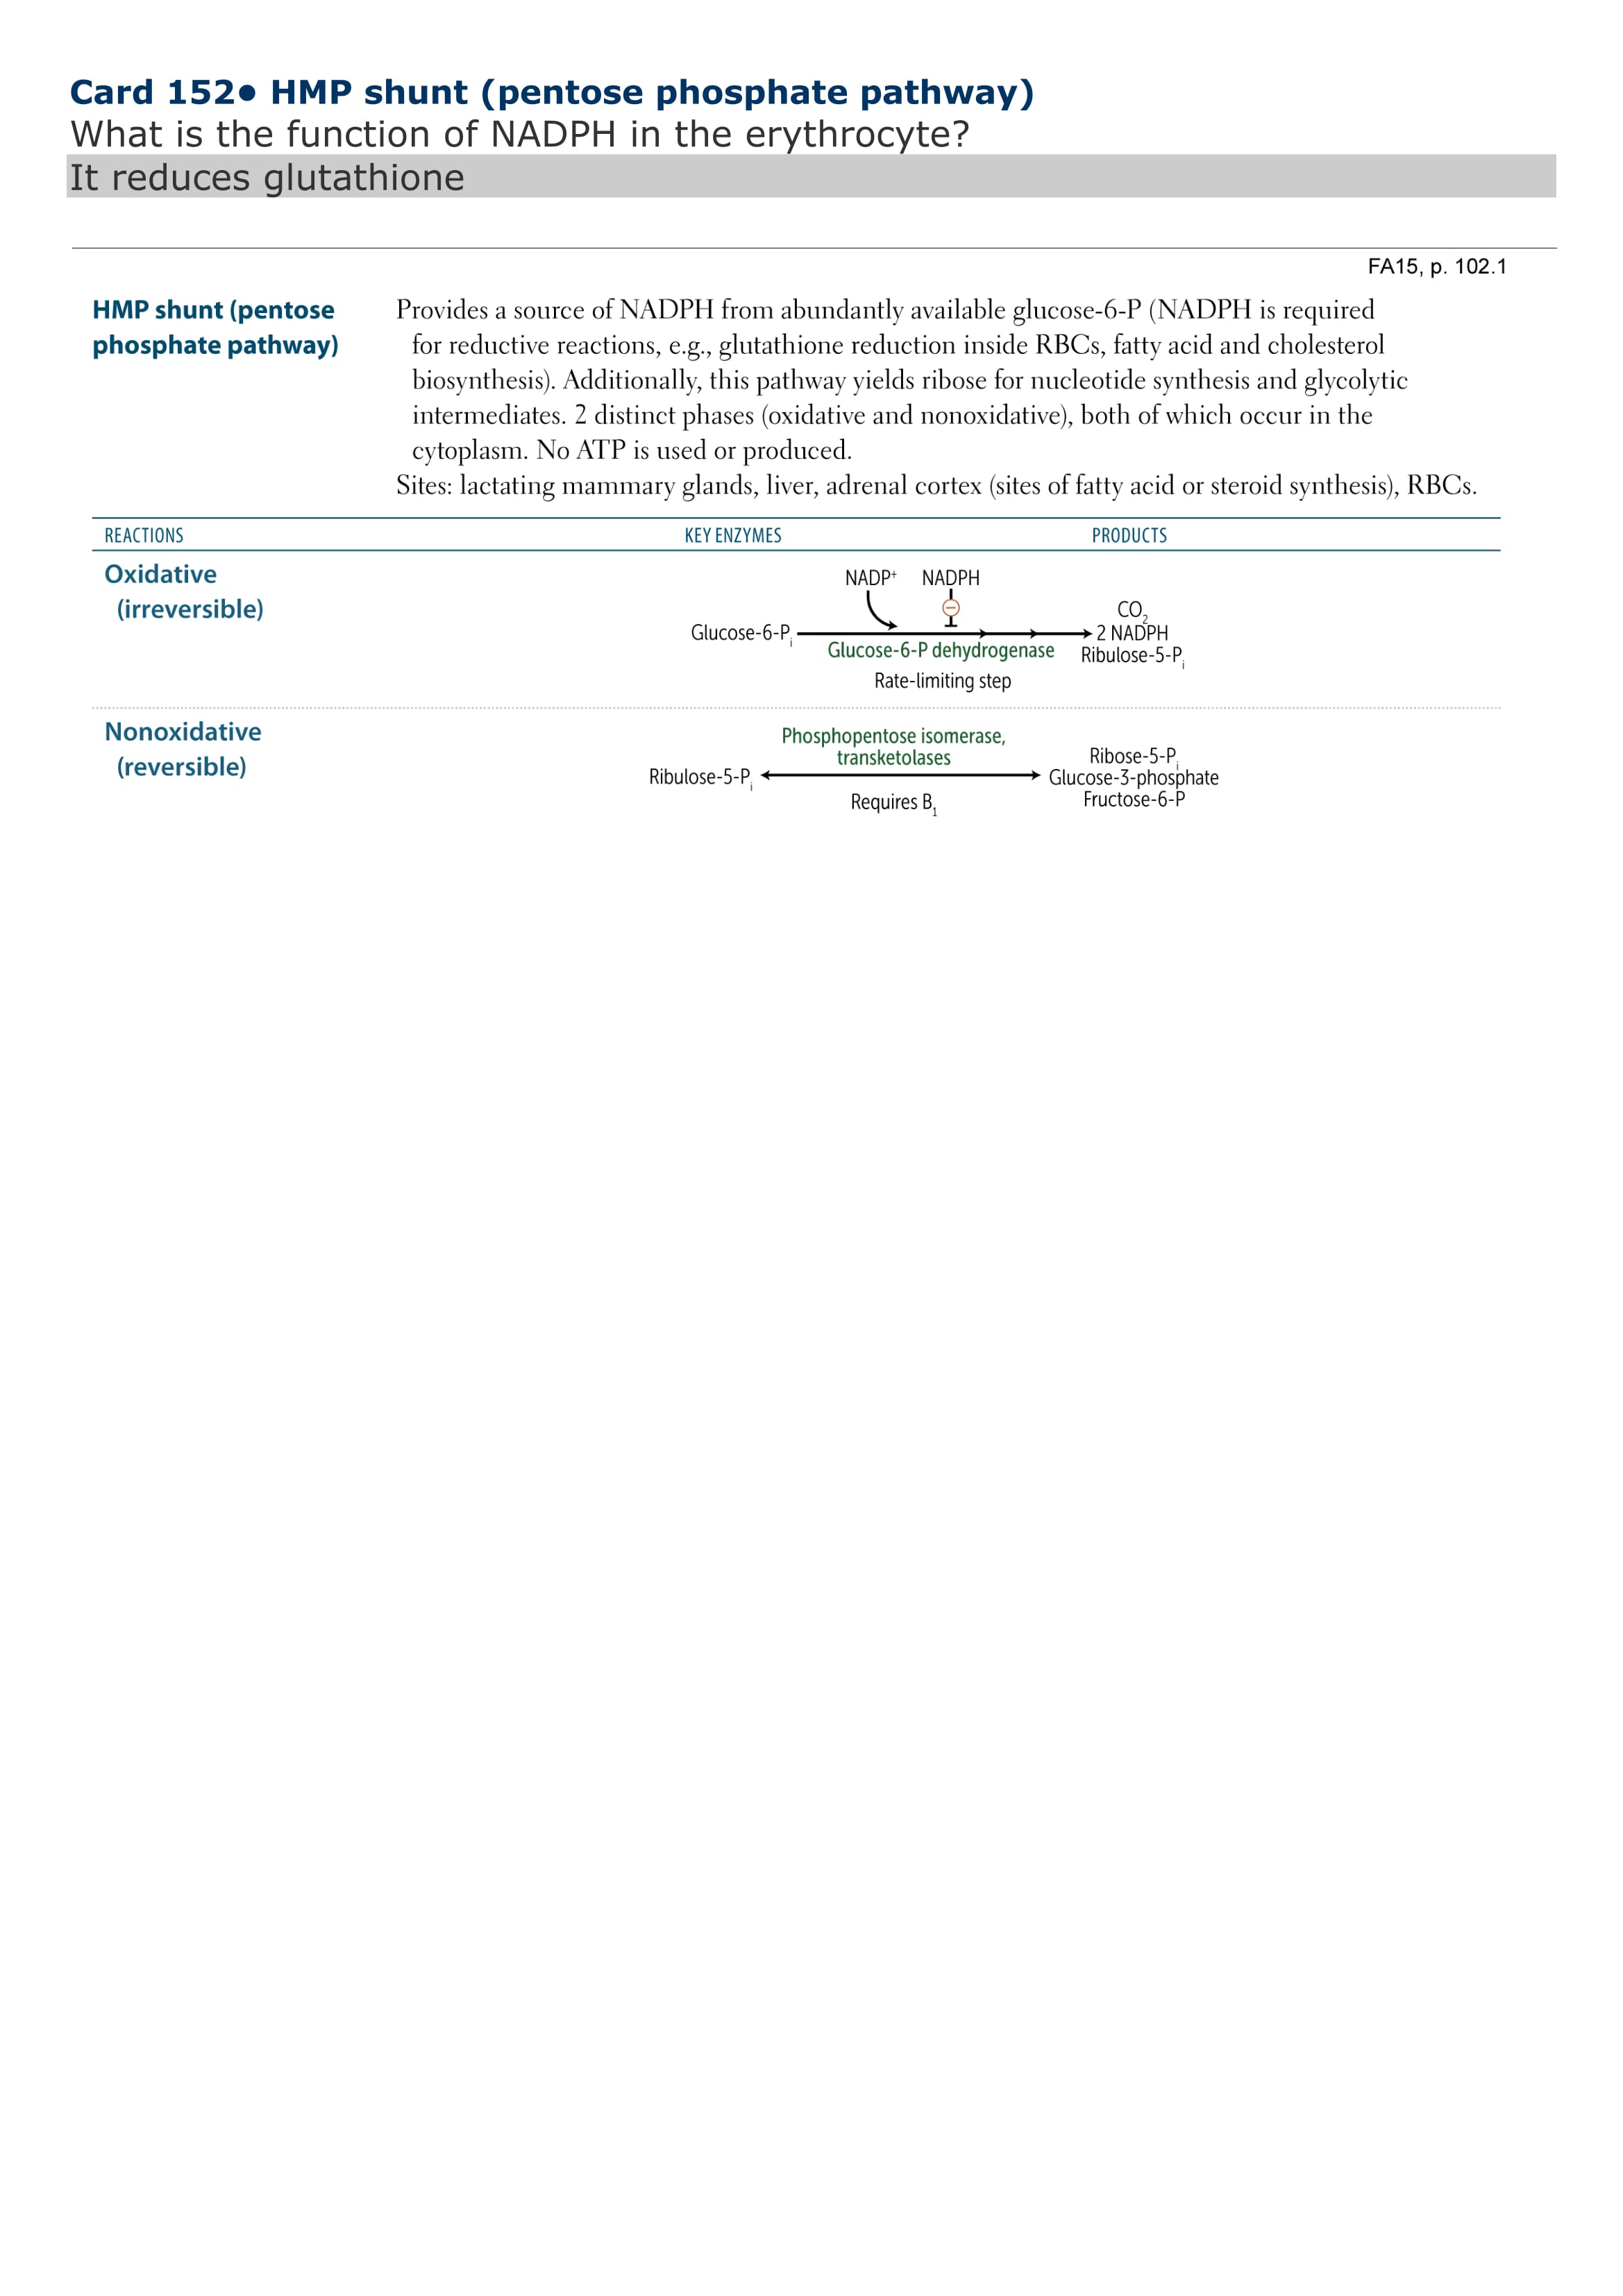 Card 152● HMP shunt (pentose phosphate pathway)
What is the function of NADPH in the erythrocyte?
It reduces glutathione
FA15, p. 102.1
HMP shunt (pentose
phosphate pathway)
Provides a source of NADPH from abundantly available glucose-6-P (NADPH is required
for reductive reactions, e.g., glutathione reduction inside RBCs, fatty acid and cholesterol
biosynthesis). Additionally, this pathway yields ribose for nucleotide synthesis and glycolytic
intermediates. 2 distinct phases (oxidative and nonoxidative), both of which occur in the
cytoplasm. No ATP is used or produced.
Sites: lactating mammary glands, liver, adrenal cortex (sites of fatty acid or steroid synthesis), RBCs.
REACTIONS KEY ENZYMES PRODUCTS
Oxidative
(irreversible)
NADP⁺ NADPH
−
Glucose-6-Pᵢ
Glucose-6-P dehydrogenase
Rate-limiting step
CO₂
2 NADPH
Ribulose-5-Pᵢ
Nonoxidative
(reversible)
Ribulose-5-Pᵢ
Phosphopentose isomerase,
transketolases
Requires B₁
Ribose-5-Pᵢ
Glucose-3-phosphate
Fructose-6-P